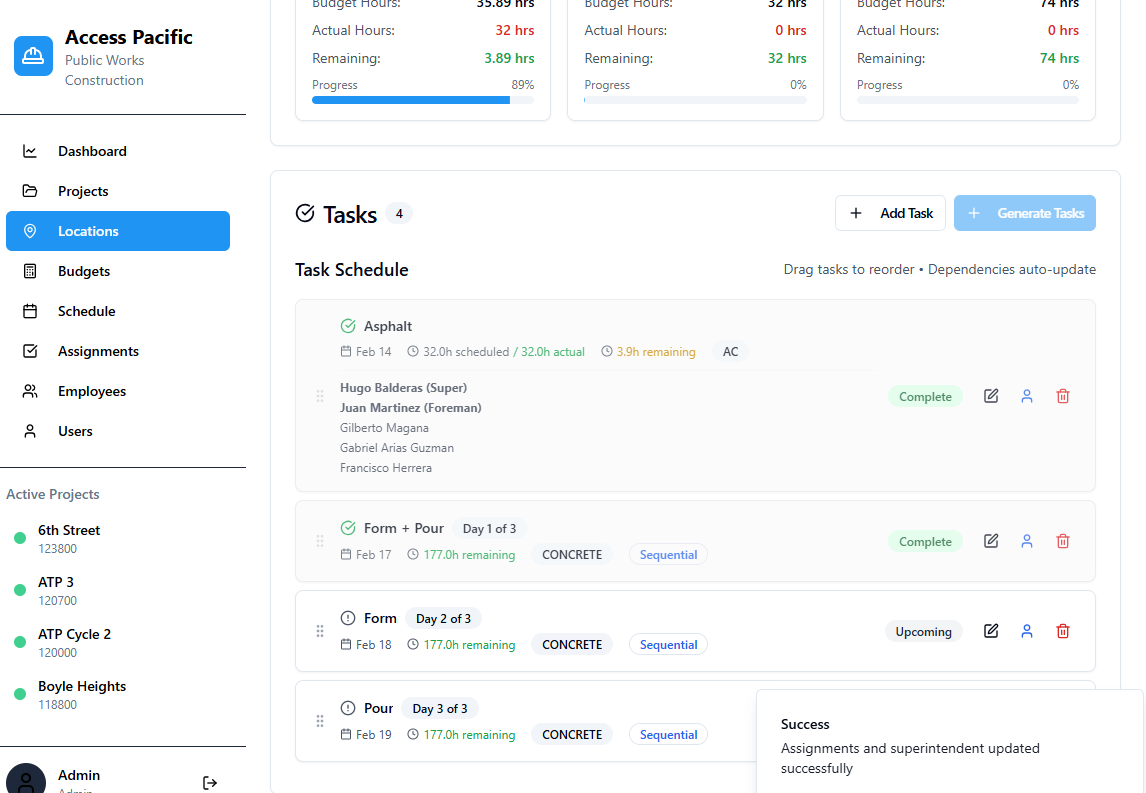 Access Pacific
Public Works
Construction
Dashboard
Projects
Locations
Budgets
Schedule
Assignments
Employees
Users
Active Projects
6th Street
123800
ATP 3
120700
ATP Cycle 2
120000
Boyle Heights
118800
Admin
Admin
Budget Hours: 35.89 hrs
Actual Hours: 32 hrs
Remaining: 3.89 hrs
Progress 89%
Budget Hours: 32 hrs
Actual Hours: 0 hrs
Remaining: 32 hrs
Progress 0%
Budget Hours: 74 hrs
Actual Hours: 0 hrs
Remaining: 74 hrs
Progress 0%
Tasks 4
+ Add Task
+ Generate Tasks
Task Schedule
Drag tasks to reorder • Dependencies auto-update
Asphalt
Feb 14 32.0h scheduled / 32.0h actual 3.9h remaining AC
Hugo Balderas (Super)
Juan Martinez (Foreman)
Gilberto Magana
Gabriel Arias Guzman
Francisco Herrera
Complete
Form + Pour Day 1 of 3
Feb 17 177.0h remaining CONCRETE Sequential
Complete
Form Day 2 of 3
Feb 18 177.0h remaining CONCRETE Sequential
Upcoming
Pour Day 3 of 3
Feb 19 177.0h remaining CONCRETE Sequential
Success
Assignments and superintendent updated
successfully